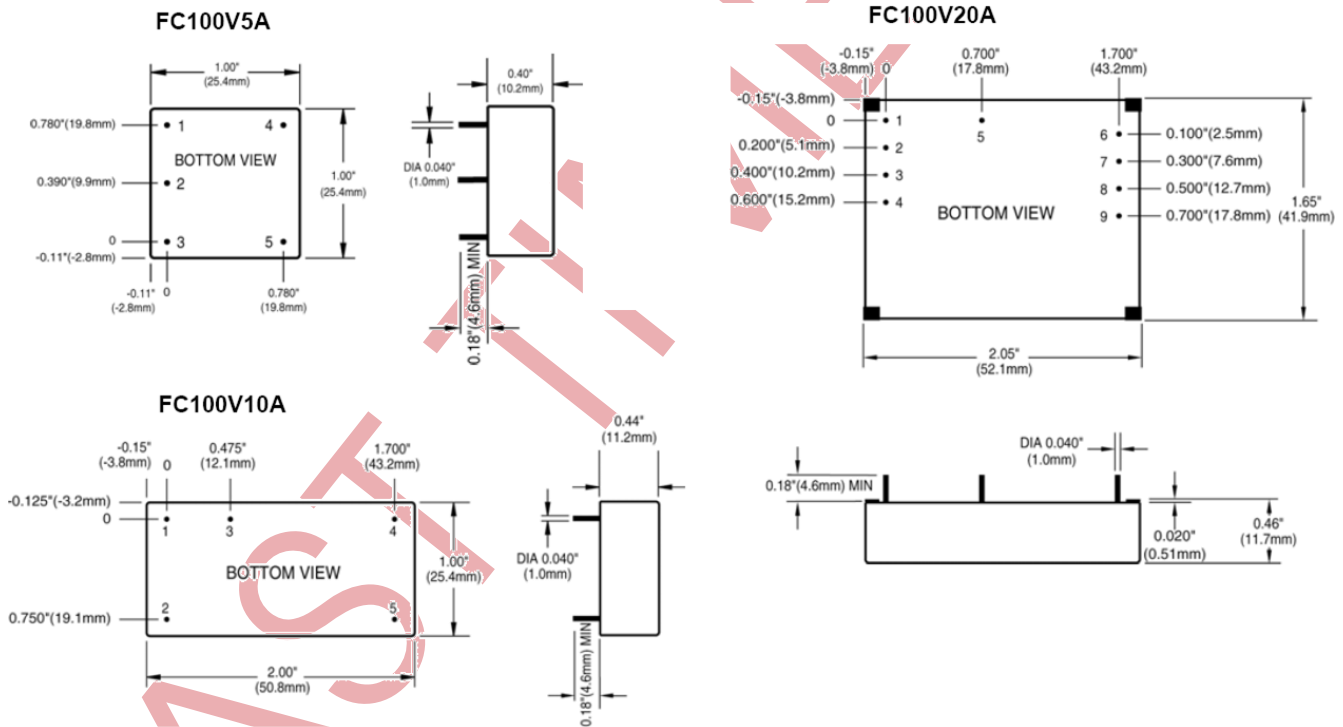 FC100V5A
1.00"
(25.4mm)
0.40"
(10.2mm)
0.780"(19.8mm)
1
4
BOTTOM VIEW
DIA 0.040"
(1.0mm)
1.00"
(25.4mm)
0.390"(9.9mm)
2
0
3
5
-0.11"(-2.8mm)
-0.11"
(-2.8mm)
0
0.780"
(19.8mm)
0.18"(4.6mm) MIN
FC100V20A
-0.15"
(-3.8mm)
0
0.700"
(17.8mm)
1.700"
(43.2mm)
-0.15"(-3.8mm)
0
1
5
6
0.100"(2.5mm)
0.200"(5.1mm)
2
7
0.300"(7.6mm)
0.400"(10.2mm)
3
8
0.500"(12.7mm)
0.600"(15.2mm)
4
9
0.700"(17.8mm)
BOTTOM VIEW
1.65"
(41.9mm)
2.05"
(52.1mm)
FC100V10A
-0.15"
(-3.8mm)
0
0.475"
(12.1mm)
1.700"
(43.2mm)
0.44"
(11.2mm)
-0.125"(-3.2mm)
0
1
3
4
BOTTOM VIEW
1.00"
(25.4mm)
DIA 0.040"
(1.0mm)
0.750"(19.1mm)
2
5
2.00"
(50.8mm)
0.18"(4.6mm) MIN
DIA 0.040"
(1.0mm)
0.18"(4.6mm) MIN
0.020"
(0.51mm)
0.46"
(11.7mm)